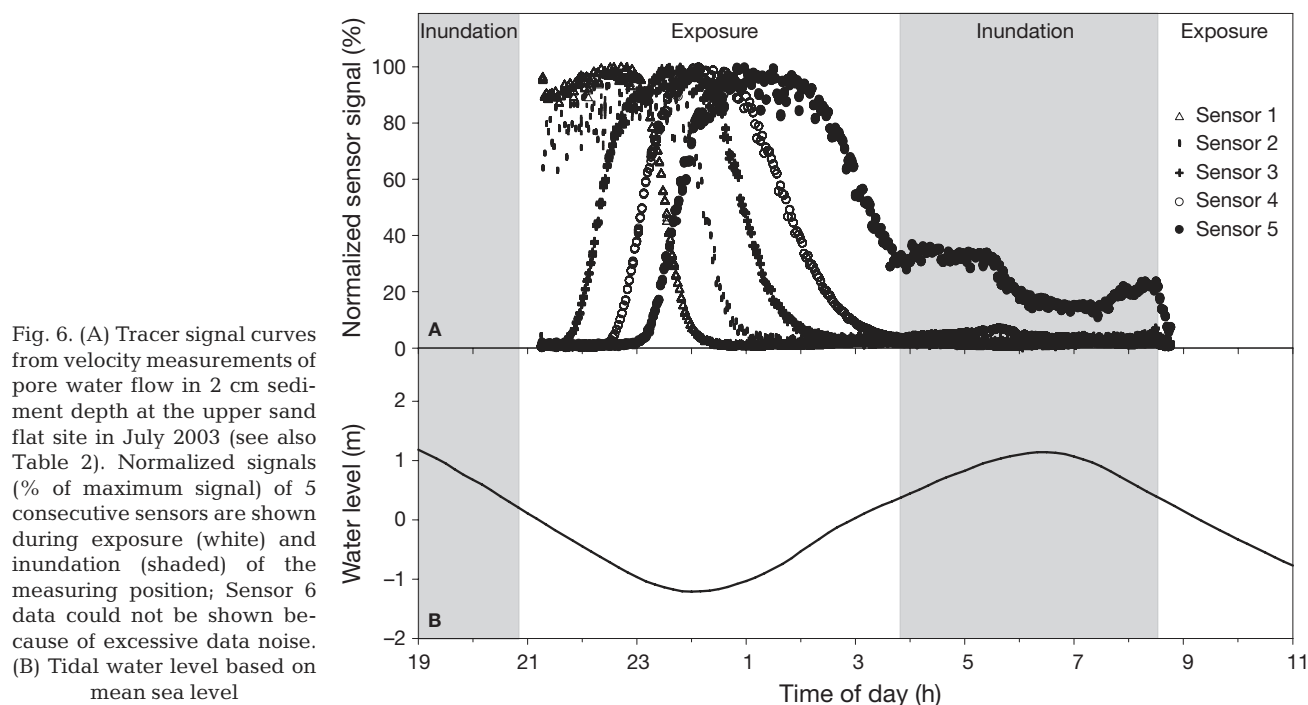 Fig. 6. (A) Tracer signal curves
from velocity measurements of
pore water flow in 2 cm sedi-
ment depth at the upper sand
flat site in July 2003 (see also
Table 2). Normalized signals
(% of maximum signal) of 5
consecutive sensors are shown
during exposure (white) and
inundation (shaded) of the
measuring position; Sensor 6
data could not be shown be-
cause of excessive data noise.
(B) Tidal water level based on
mean sea level
Inundation Exposure Inundation Exposure
Normalized sensor signal (%)
100
80
60
40
20
0
A
Sensor 1
Sensor 2
Sensor 3
Sensor 4
Sensor 5
Water level (m)
2
1
0
–1
–2
B
19 21 23 1 3 5 7 9 11
Time of day (h)